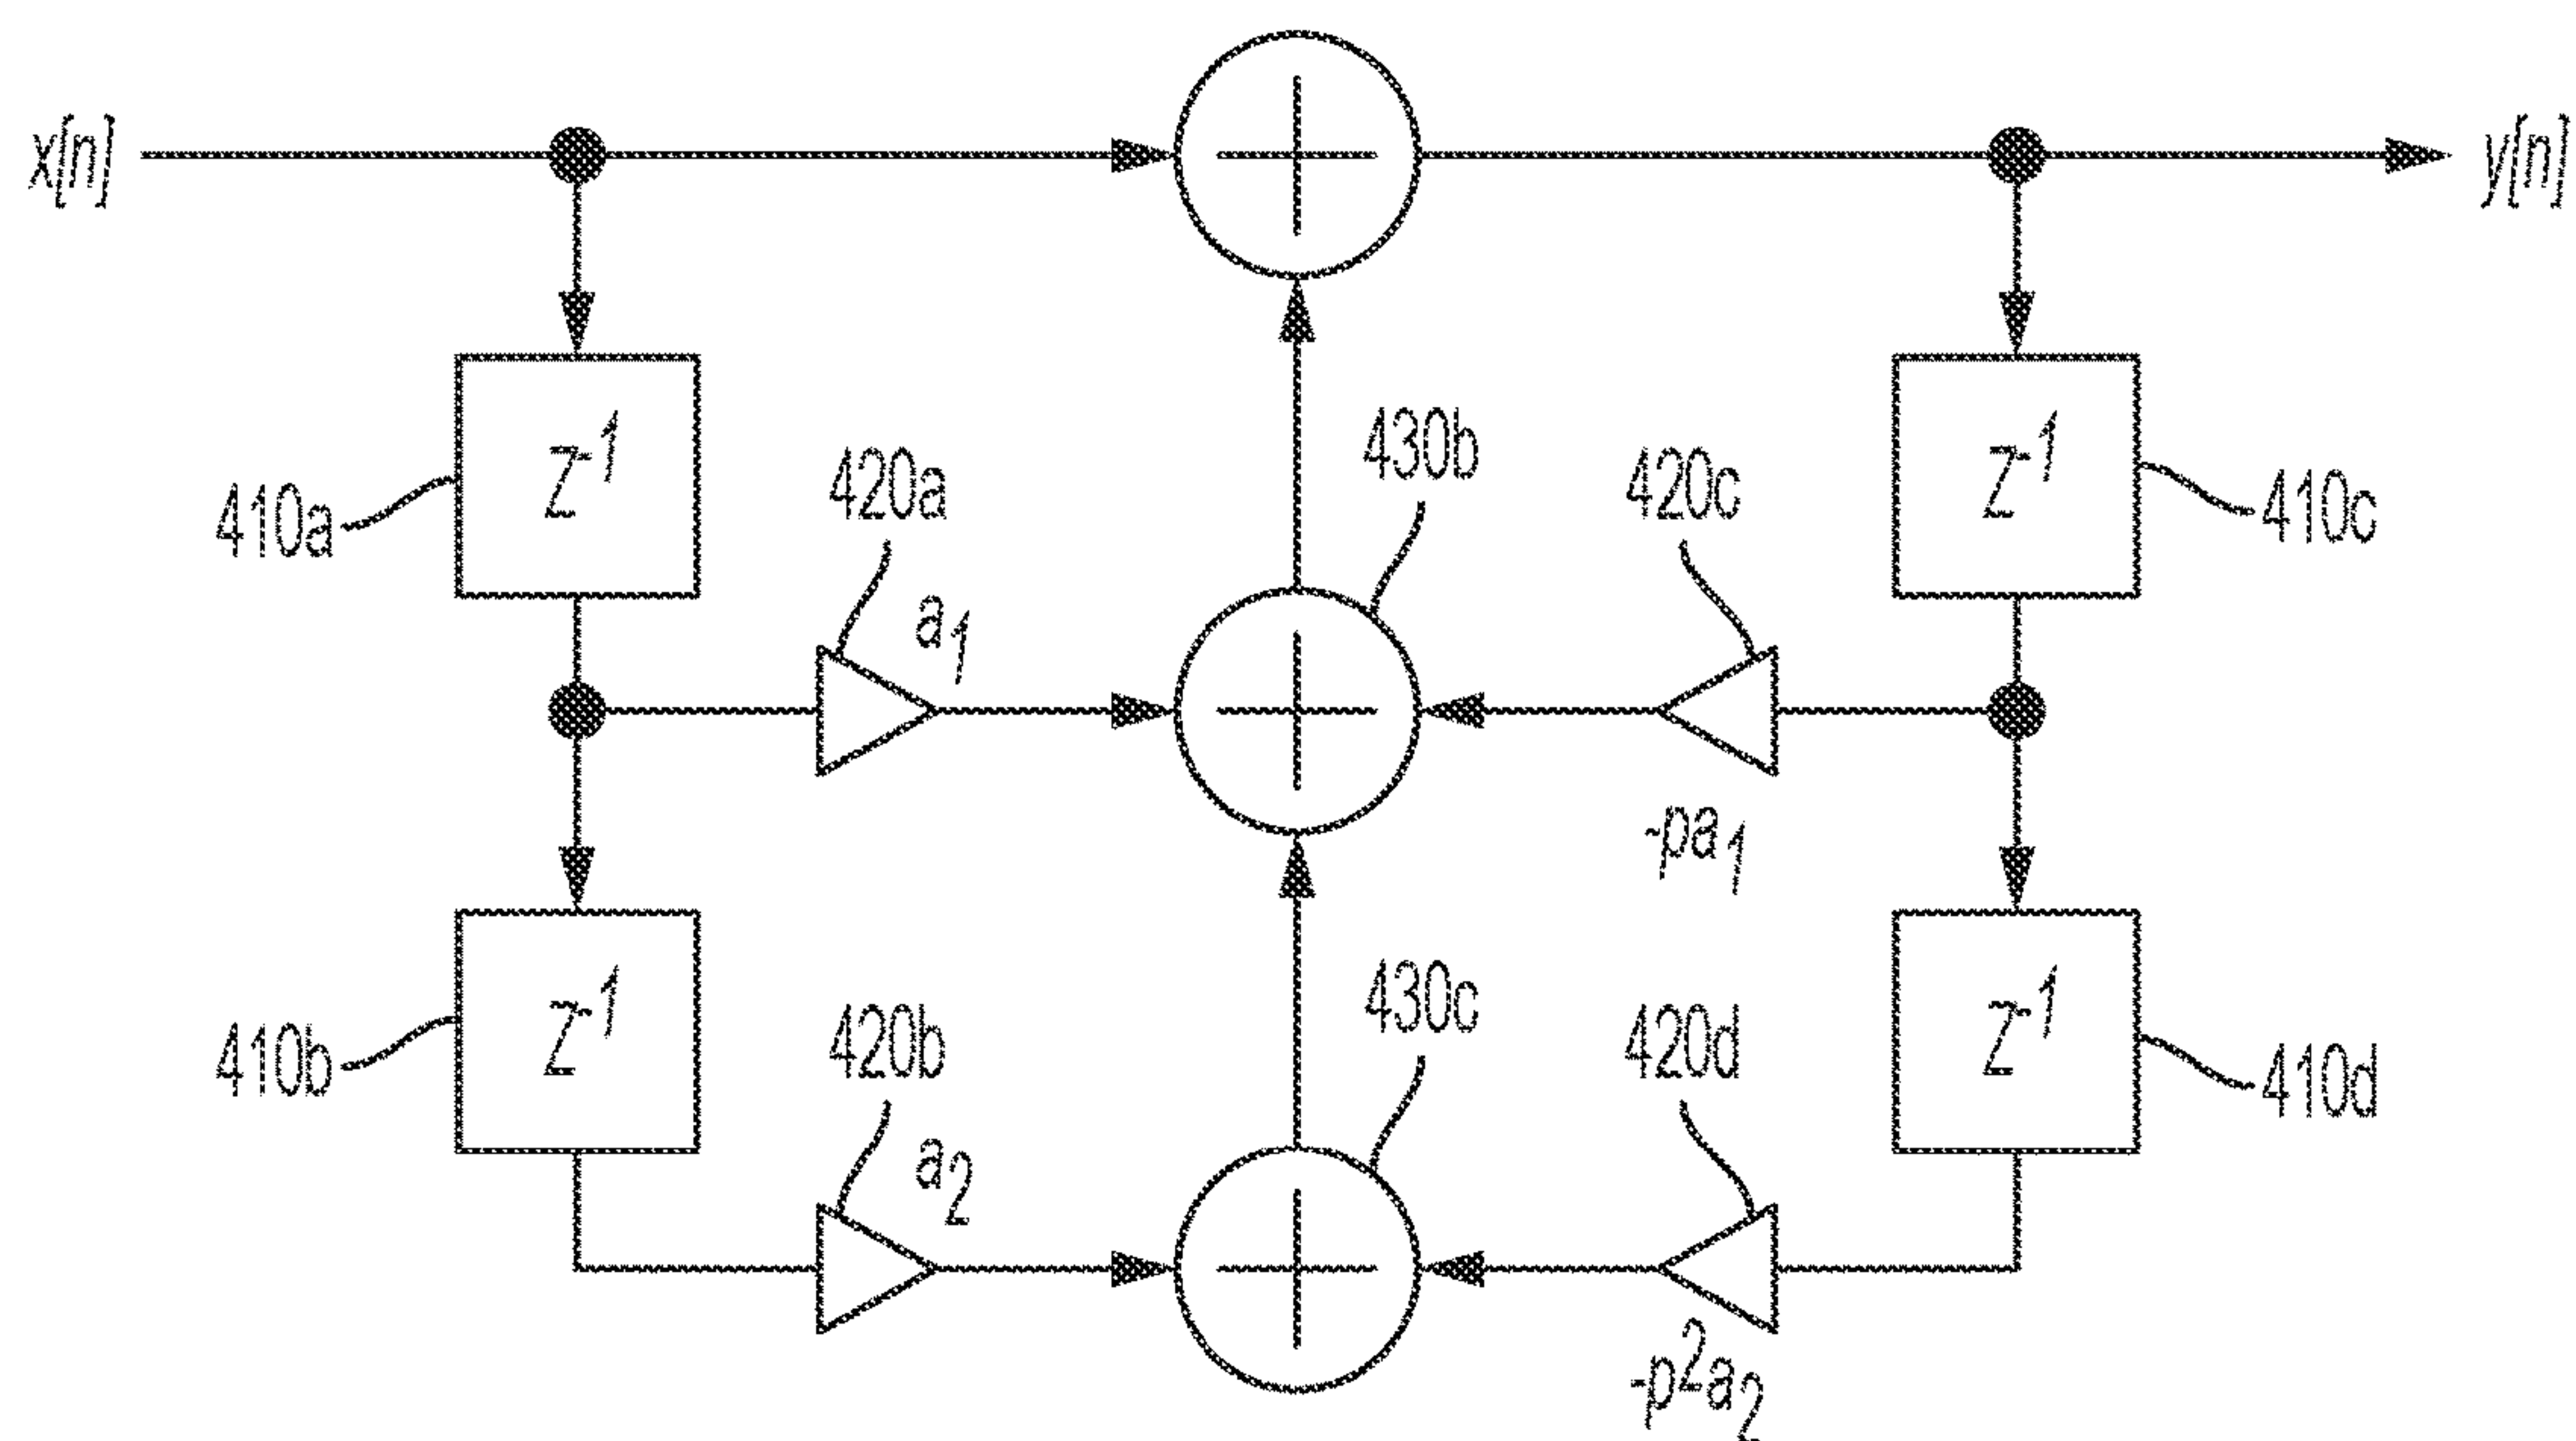 x[n]
y[n]
z⁻¹
z⁻¹
430b
420a
420c
410a
410c
a₁
-pa₁
z⁻¹
z⁻¹
430c
420b
420d
410b
410d
a₂
-p²a₂